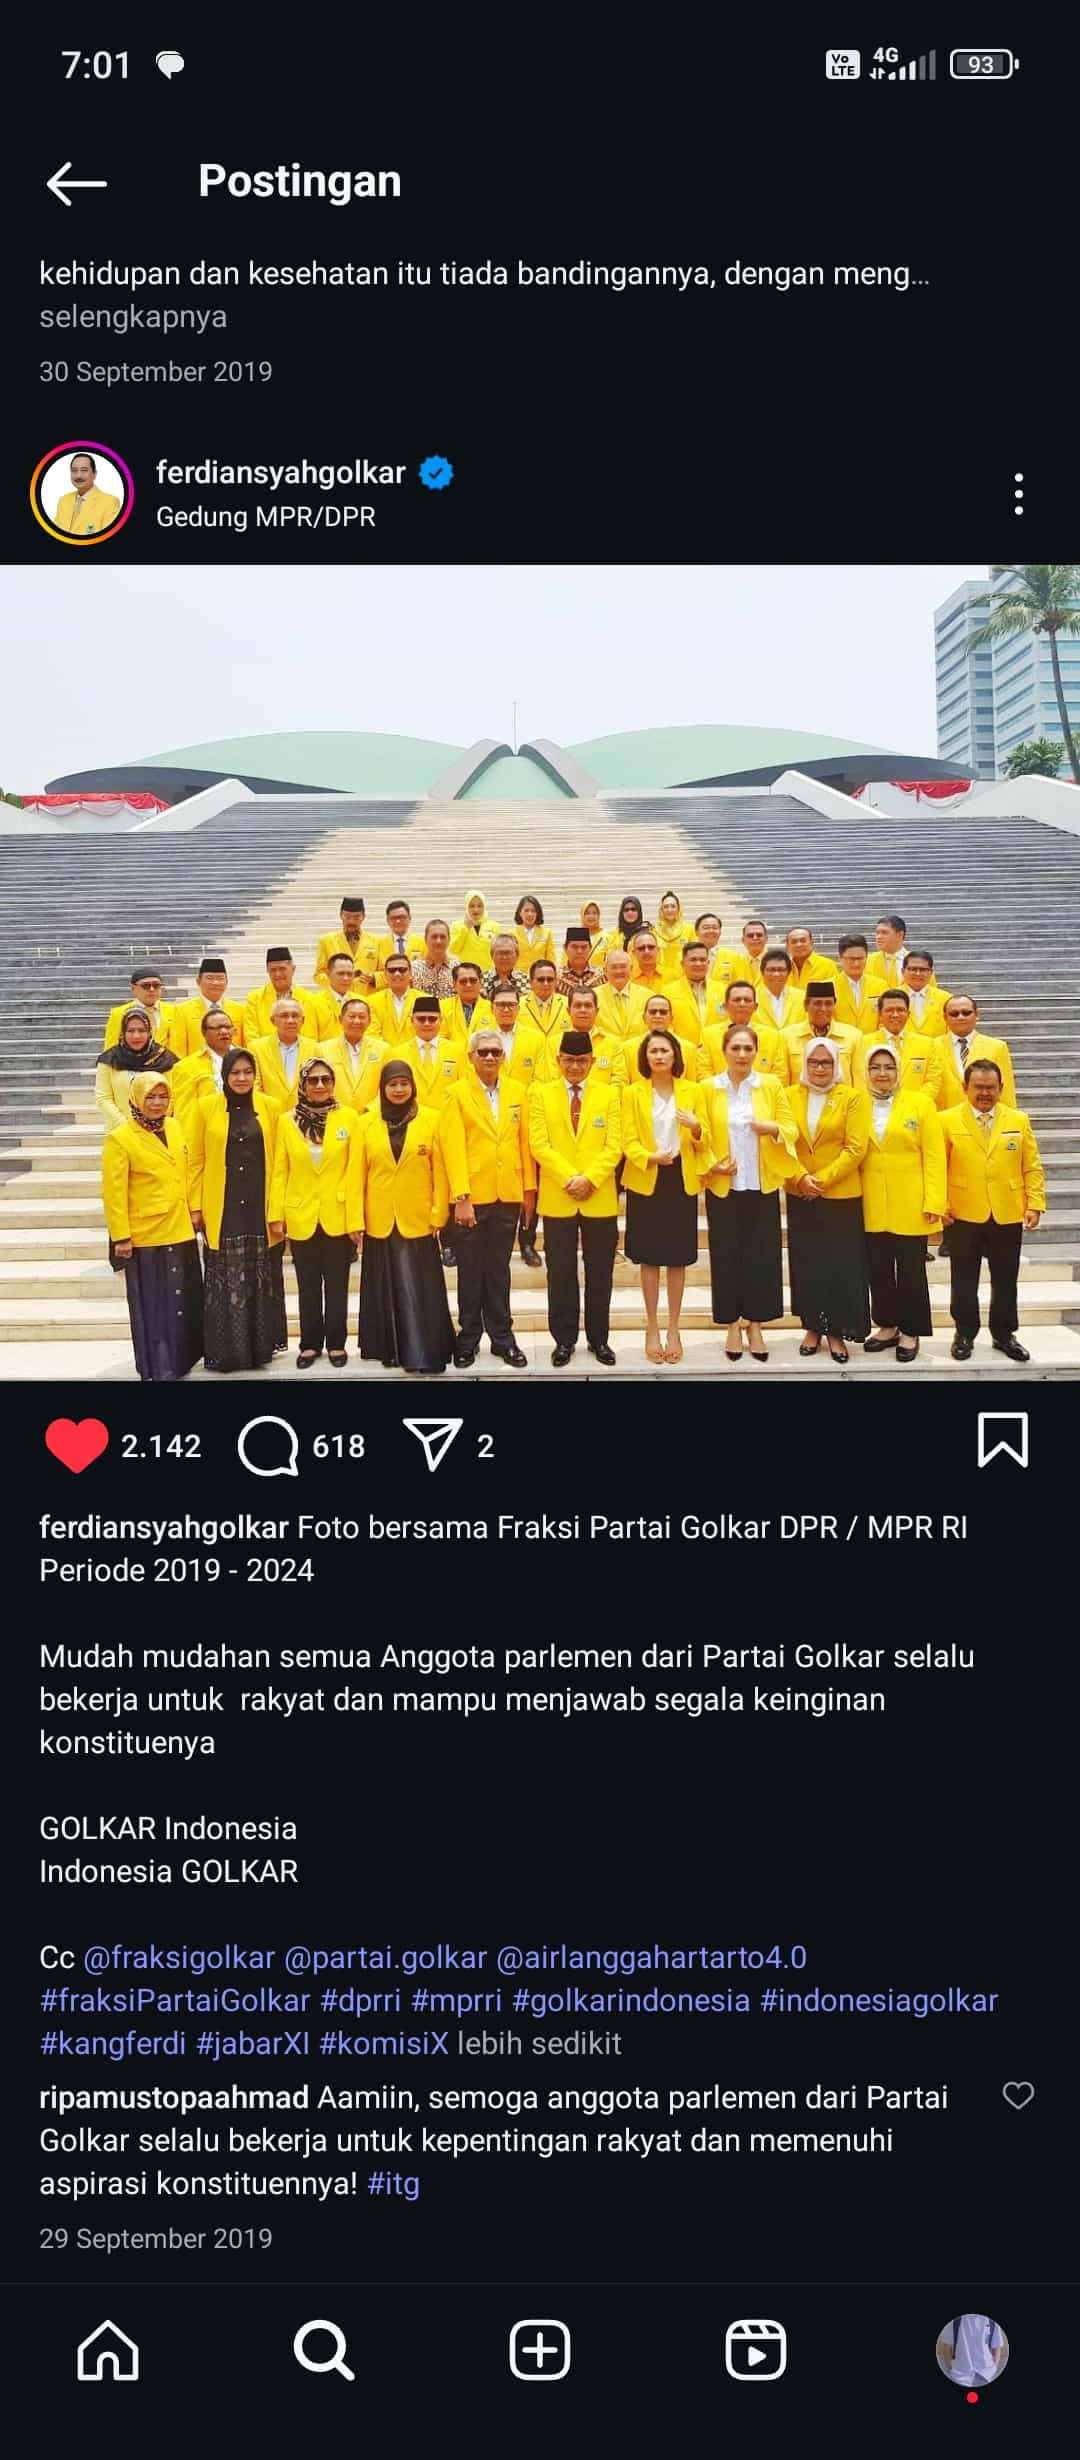 7:01
Vo LTE
4G
93
Postingan
kehidupan dan kesehatan itu tiada bandingannya, dengan meng...
selengkapnya
30 September 2019
ferdiansyahgolkar
Gedung MPR/DPR
2.142
618
2
ferdiansyahgolkar Foto bersama Fraksi Partai Golkar DPR / MPR RI
Periode 2019 - 2024
Mudah mudahan semua Anggota parlemen dari Partai Golkar selalu
bekerja untuk  rakyat dan mampu menjawab segala keinginan
konstituenya
GOLKAR Indonesia
Indonesia GOLKAR
Cc @fraksigolkar @partai.golkar @airlanggahartarto4.0
#fraksiPartaiGolkar #dprri #mprri #golkarindonesia #indonesiagolkar
#kangferdi #jabarXI #komisiX lebih sedikit
ripamustopaahmad Aamiin, semoga anggota parlemen dari Partai
Golkar selalu bekerja untuk kepentingan rakyat dan memenuhi
aspirasi konstituennya! #itg
29 September 2019